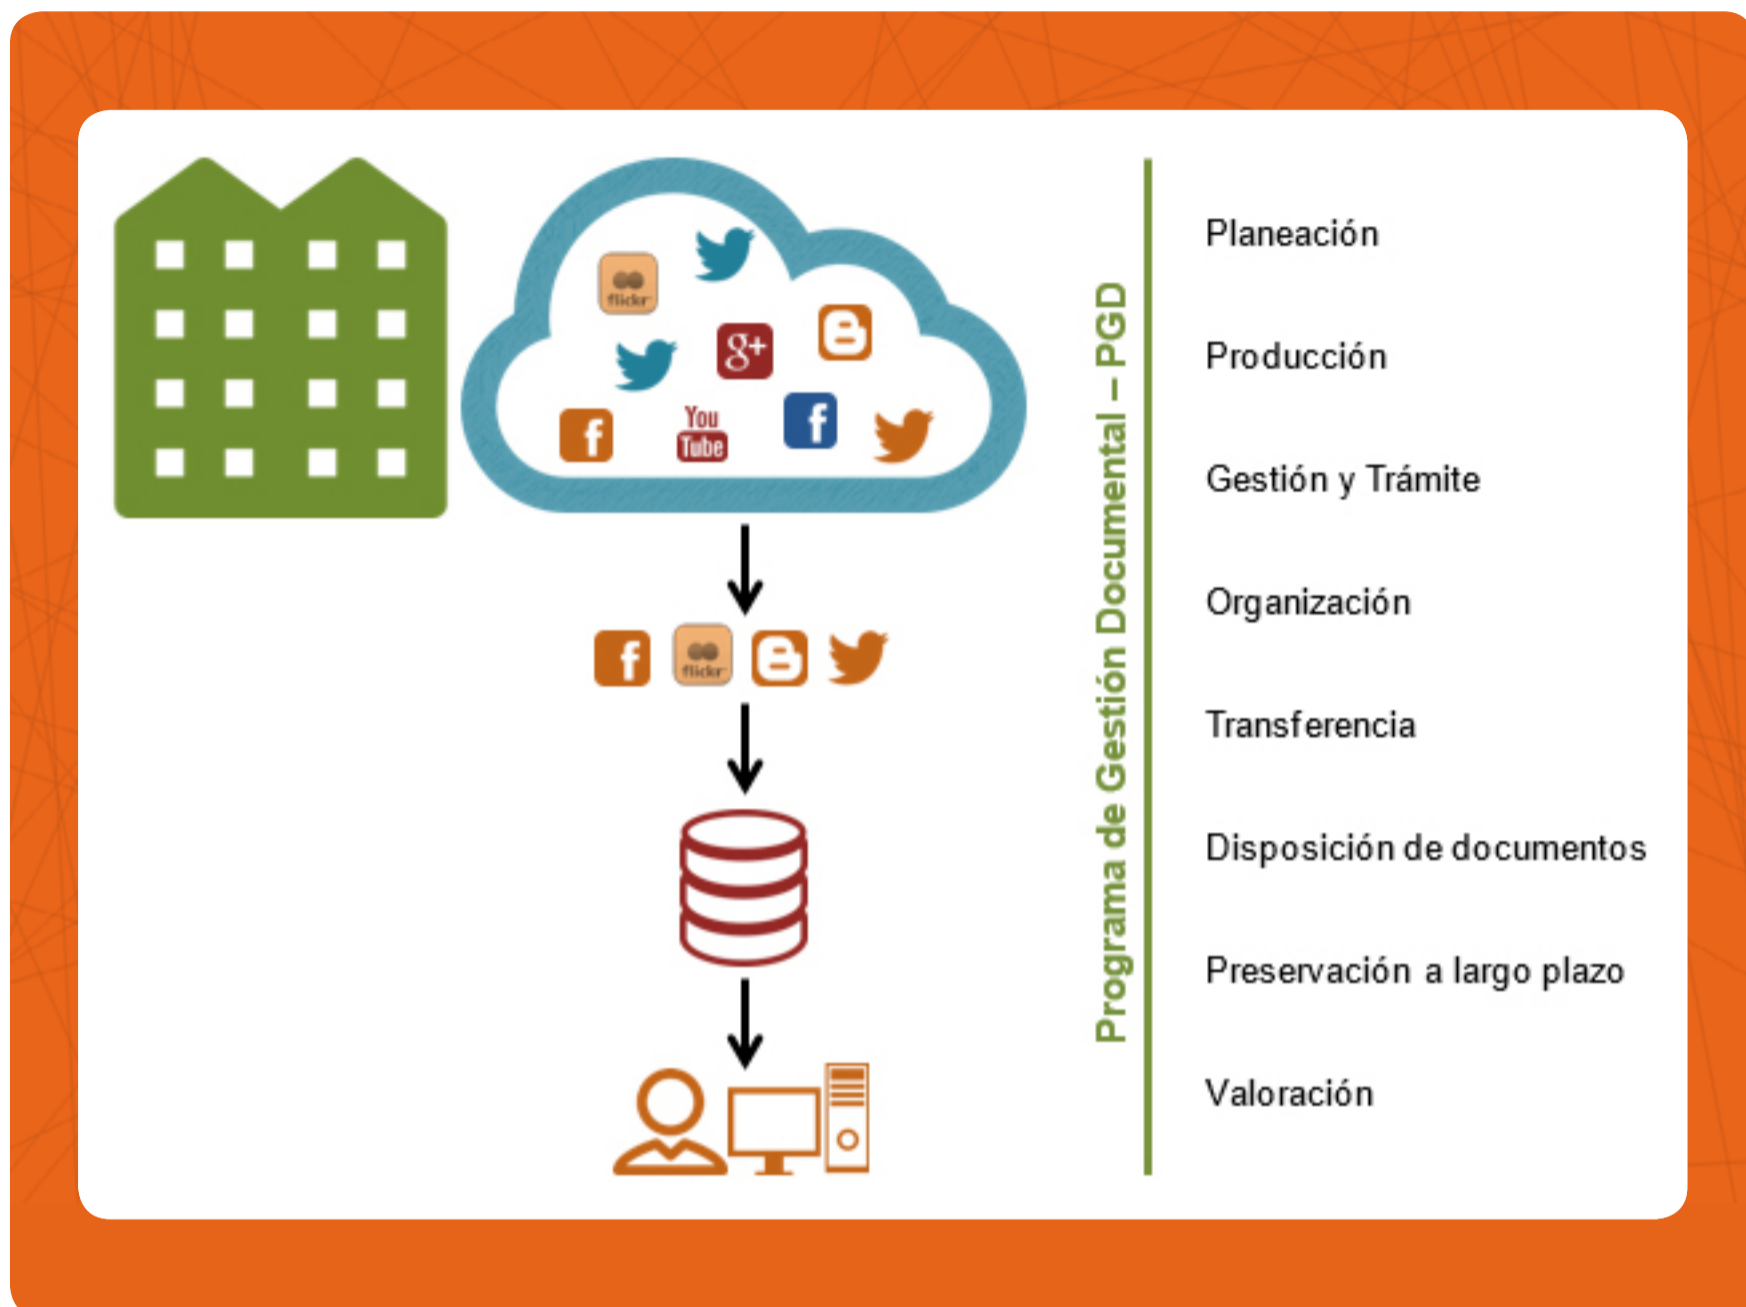 flickr
g+
B
f
You
Tube
f
f
flickr
B
Programa de Gestión Documental – PGD
Planeación
Producción
Gestión y Trámite
Organización
Transferencia
Disposición de documentos
Preservación a largo plazo
Valoración